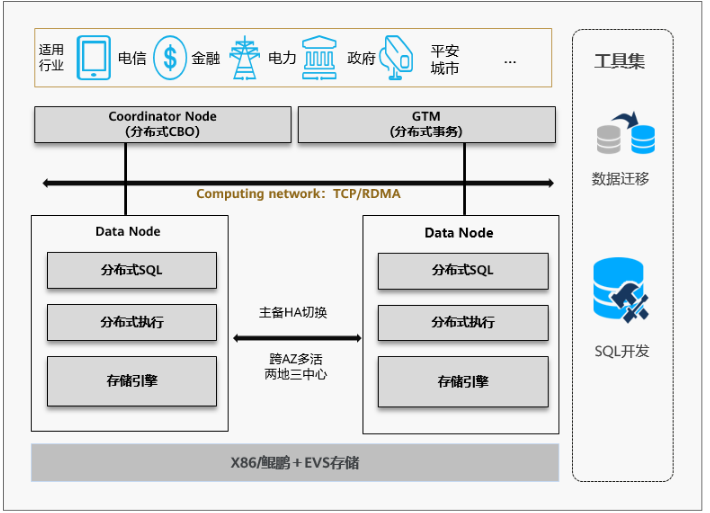 适用
行业
电信
$
金融
电力
政府
平安
城市
...
工具集
Coordinator Node
(分布式CBO)
GTM
(分布式事务)
数据迁移
Computing network：TCP/RDMA
Data Node
分布式SQL
分布式执行
存储引擎
主备HA切换
跨AZ多活
两地三中心
Data Node
分布式SQL
分布式执行
存储引擎
SQL开发
X86/鲲鹏＋EVS存储